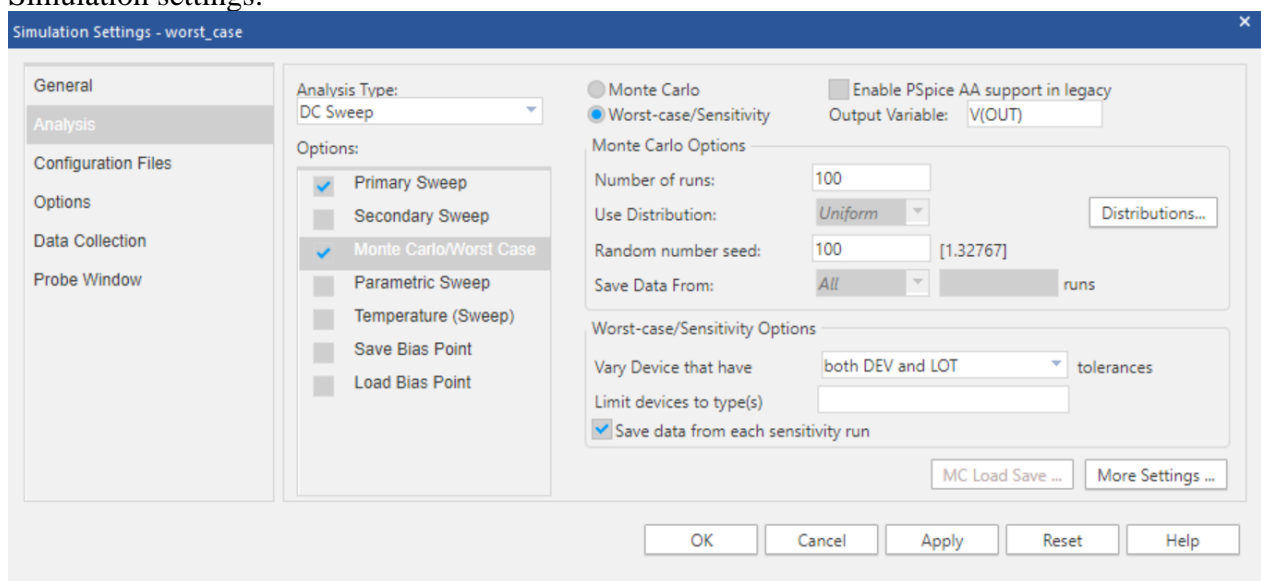 Simulation settings:
Simulation Settings - worst_case
×
General
Analysis
Configuration Files
Options
Data Collection
Probe Window
Analysis Type:
DC Sweep
Options:
Primary Sweep
Secondary Sweep
Monte Carlo/Worst Case
Parametric Sweep
Temperature (Sweep)
Save Bias Point
Load Bias Point
Monte Carlo
Enable PSpice AA support in legacy
Worst-case/Sensitivity
Output Variable: V(OUT)
Monte Carlo Options
Number of runs: 100
Use Distribution: Uniform Distributions...
Random number seed: 100 [1.32767]
Save Data From: All runs
Worst-case/Sensitivity Options
Vary Device that have both DEV and LOT tolerances
Limit devices to type(s)
Save data from each sensitivity run
MC Load Save ... More Settings ...
OK Cancel Apply Reset Help